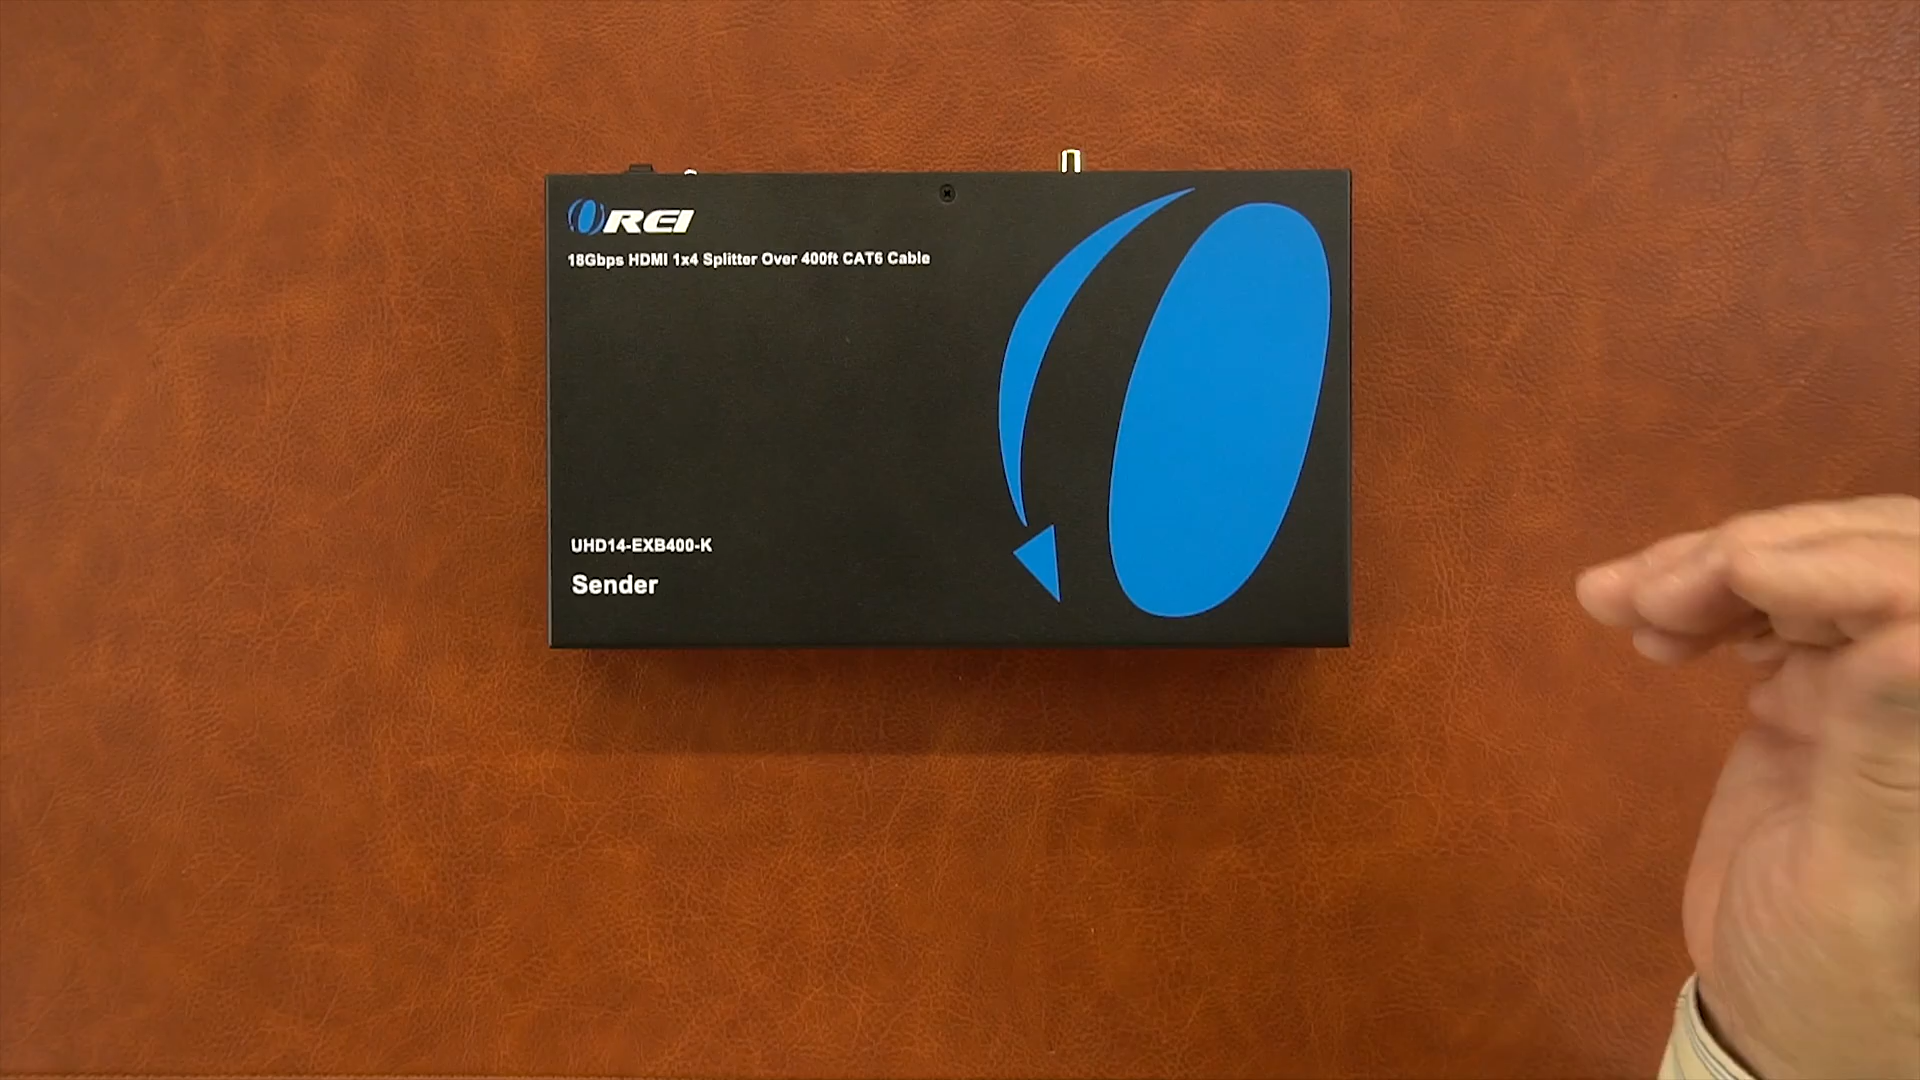 OREI
18Gbps HDMI 1x4 Splitter Over 400ft CAT6 Cable
UHD14-EXB400-K
Sender